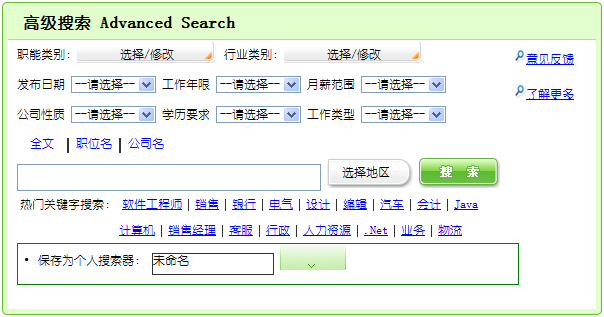 高级搜索 Advanced Search
职能类别: 选择/修改 行业类别: 选择/修改 意见反馈
发布日期 --请选择-- 工作年限 --请选择-- 月薪范围 --请选择-- 了解更多
公司性质 --请选择-- 学历要求 --请选择-- 工作类型 --请选择--
全文 | 职位名 | 公司名
选择地区 搜 索
热门关键字搜索: 软件工程师 | 销售 | 银行 | 电气 | 设计 | 编辑 | 汽车 | 会计 | Java
计算机 | 销售经理 | 客服 | 行政 | 人力资源 | .Net | 业务 | 物流
• 保存为个人搜索器: 未命名